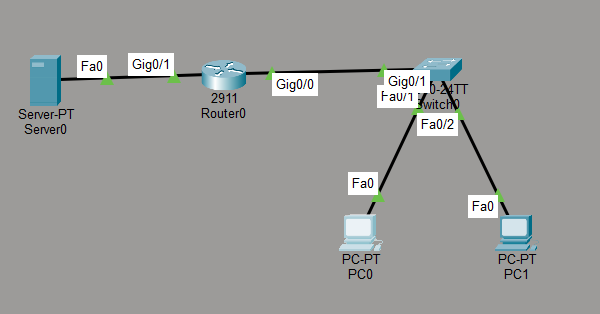 Fa0
Gig0/1
Server-PT
Server0
2911
Router0
Gig0/0
Gig0/1
Fa0/1
0-24TT
Switch0
Fa0/2
Fa0
PC-PT
PC0
Fa0
PC-PT
PC1